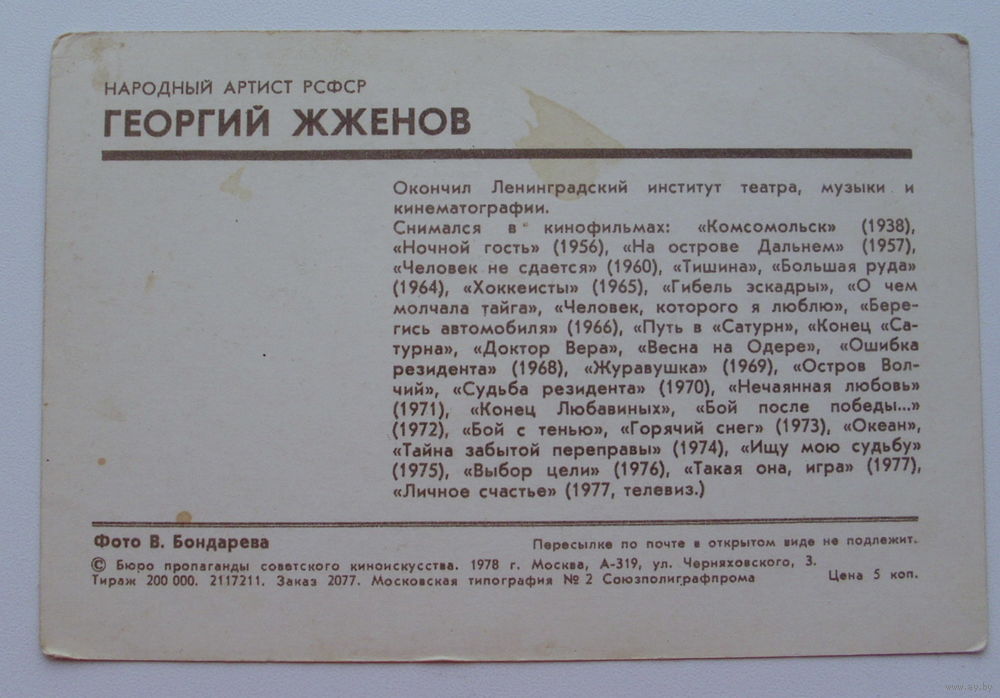 НАРОДНЫЙ АРТИСТ РСФСР
ГЕОРГИЙ ЖЖЕНОВ
Окончил Ленинградский институт театра, музыки и
кинематографии.
Снимался в кинофильмах: «Комсомольск» (1938),
«Ночной гость» (1956), «На острове Дальнем» (1957),
«Человек не сдается» (1960), «Тишина», «Большая руда»
(1964), «Хоккеисты» (1965), «Гибель эскадры», «О чем
молчала тайга», «Человек, которого я люблю», «Бере-
гись автомобиля» (1966), «Путь в «Сатурн», «Конец «Са-
турна», «Доктор Вера», «Весна на Одере», «Ошибка
резидента» (1968), «Журавушка» (1969), «Остров Вол-
чий», «Судьба резидента» (1970), «Нечаянная любовь»
(1971), «Конец Любавиных», «Бой после победы...»
(1972), «Бой с тенью», «Горячий снег» (1973), «Океан»,
«Тайна забытой переправы» (1974), «Ищу мою судьбу»
(1975), «Выбор цели» (1976), «Такая она, игра» (1977),
«Личное счастье» (1977, телевиз.)
Фото В. Бондарева
Пересылке по почте в открытом виде не подлежит.
© Бюро пропаганды советского киноискусства. 1978 г. Москва, А-319, ул. Черняховского, 3.
Тираж 200 000. 2117211. Заказ 2077. Московская типография № 2 Союзполиграфпрома
Цена 5 коп.
www.ay.by